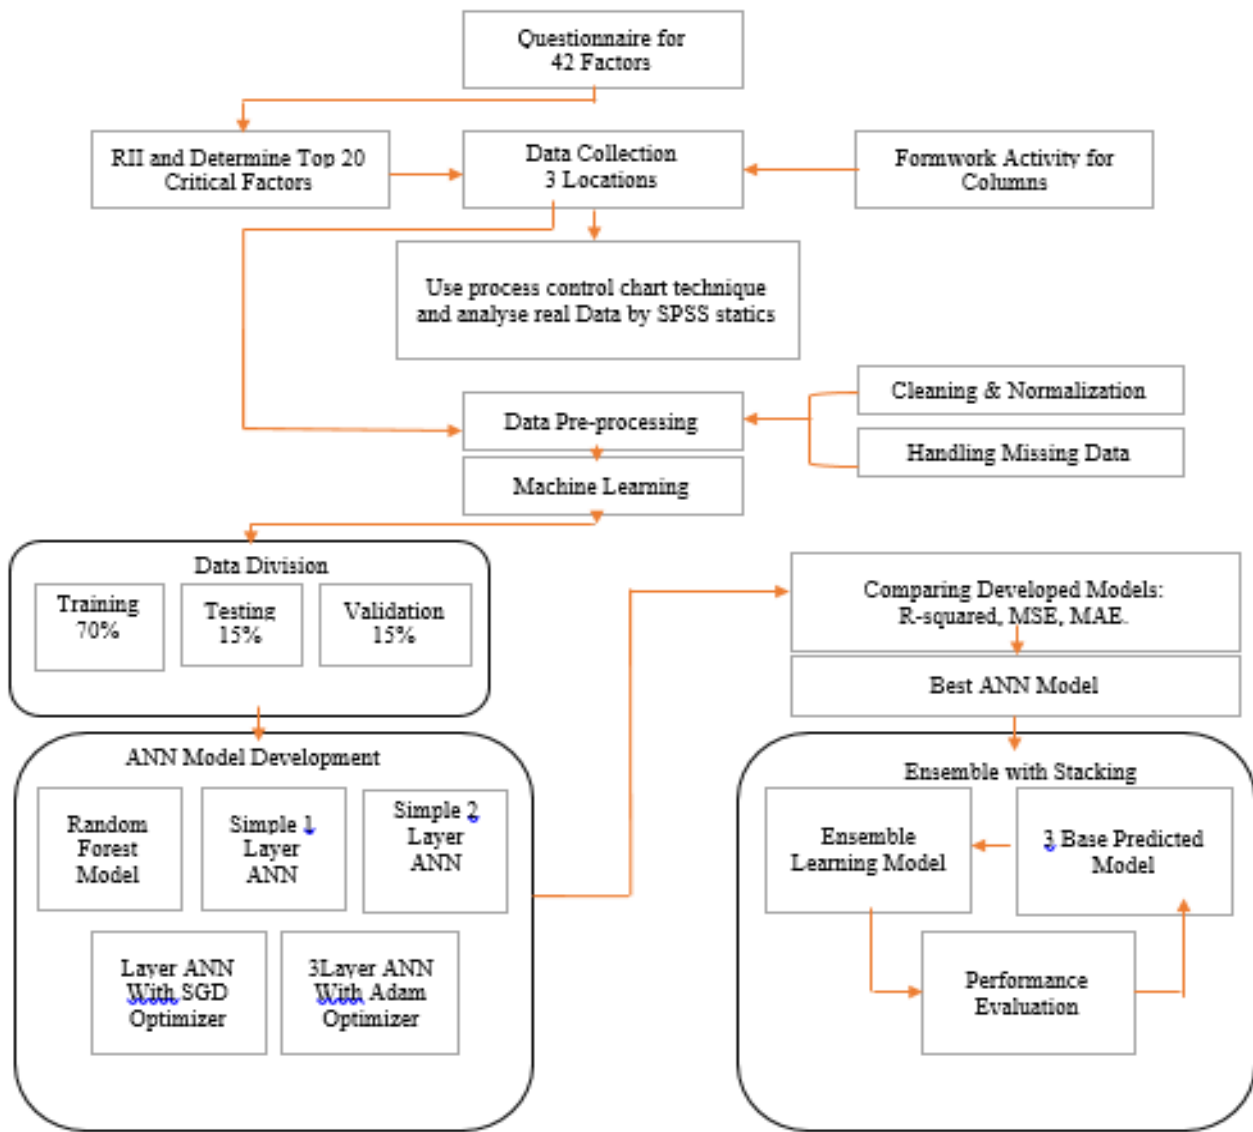 Questionnaire for
42 Factors
RII and Determine Top 20
Critical Factors
Data Collection
3 Locations
Formwork Activity for
Columns
Use process control chart technique
and analyse real Data by SPSS statics
Cleaning & Normalization
Data Pre-processing
Handling Missing Data
Machine Learning
Data Division
Training
70%
Testing
15%
Validation
15%
Comparing Developed Models:
R-squared, MSE, MAE.
Best ANN Model
ANN Model Development
Random
Forest
Model
Simple 1
Layer
ANN
Simple 2
Layer
ANN
Layer ANN
With SGD
Optimizer
3Layer ANN
With Adam
Optimizer
Ensemble with Stacking
Ensemble
Learning Model
3 Base Predicted
Model
Performance
Evaluation